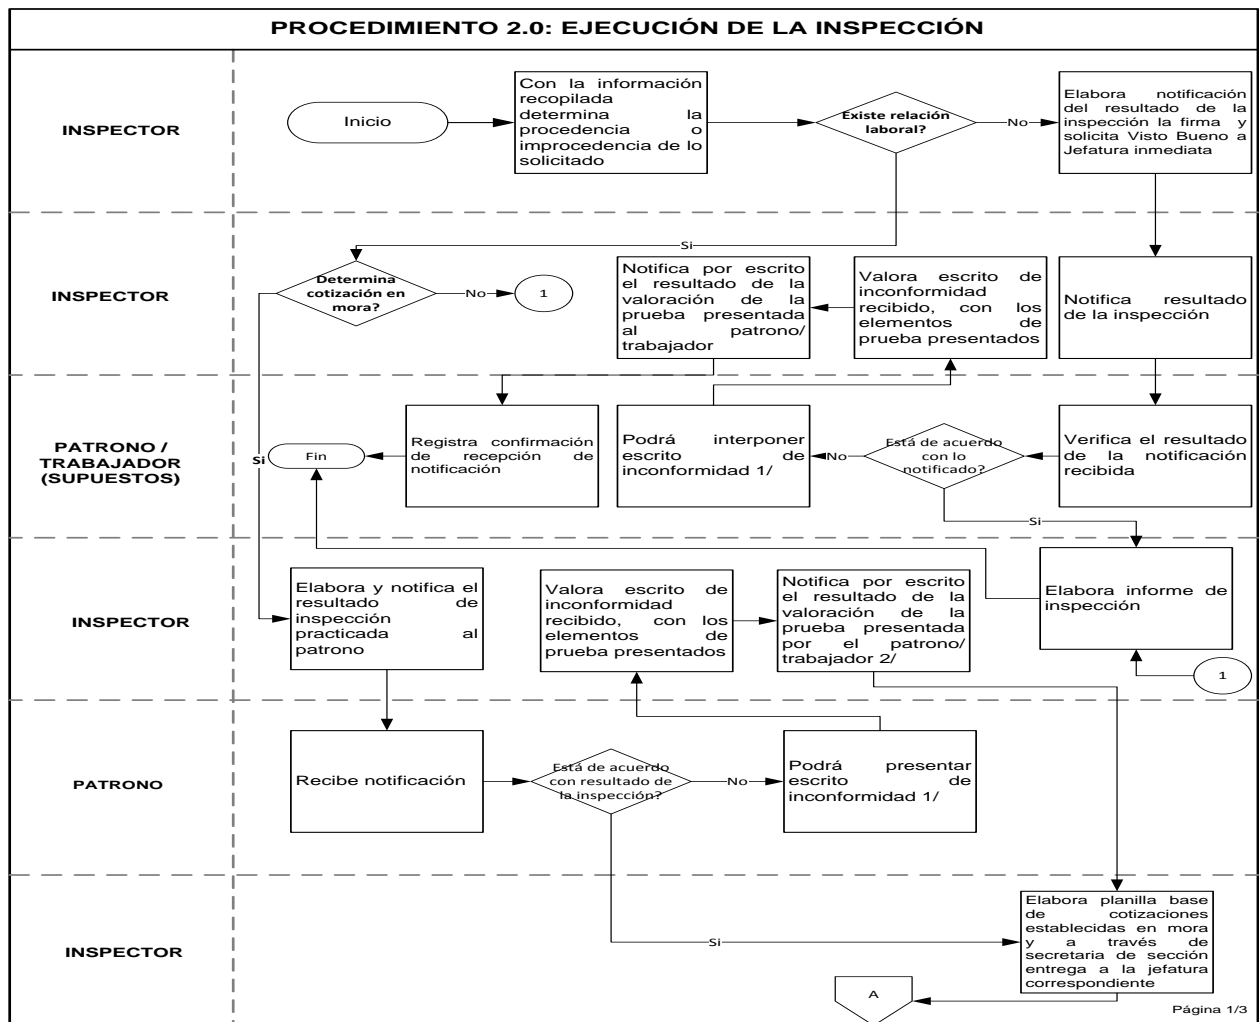 PROCEDIMIENTO 2.0: EJECUCIÓN DE LA INSPECCIÓN
INSPECTOR
Inicio
Con la información
recopilada
determina la
procedencia o
improcedencia de lo
solicitado
Existe relación
laboral?
No
Elabora notificación
del resultado de la
inspección la firma y
solicita Visto Bueno a
Jefatura inmediata
Si
INSPECTOR
Determina
cotización en
mora?
No
1
Notifica por escrito
el resultado de la
valoración de la
prueba presentada
al patrono/
trabajador
Valora escrito de
inconformidad
recibido, con los
elementos de
prueba presentados
Notifica resultado
de la inspección
PATRONO /
TRABAJADOR
(SUPUESTOS)
Si
Fin
Registra confirmación
de recepción de
notificación
Podrá interponer
escrito de
inconformidad 1/
No
Está de acuerdo
con lo
notificado?
Verifica el resultado
de la notificación
recibida
Si
INSPECTOR
Elabora y notifica el
resultado de
inspección
practicada al
patrono
Valora escrito de
inconformidad
recibido, con los
elementos de
prueba presentados
Notifica por escrito
el resultado de la
valoración de la
prueba presentada
por el patrono/
trabajador 2/
Elabora informe de
inspección
1
PATRONO
Recibe notificación
Está de acuerdo
con resultado de
la inspección?
No
Podrá presentar
escrito de
inconformidad 1/
INSPECTOR
Si
Elabora planilla base
de cotizaciones
establecidas en mora
y a través de
secretaria de sección
entrega a la jefatura
correspondiente
A
Página 1/3